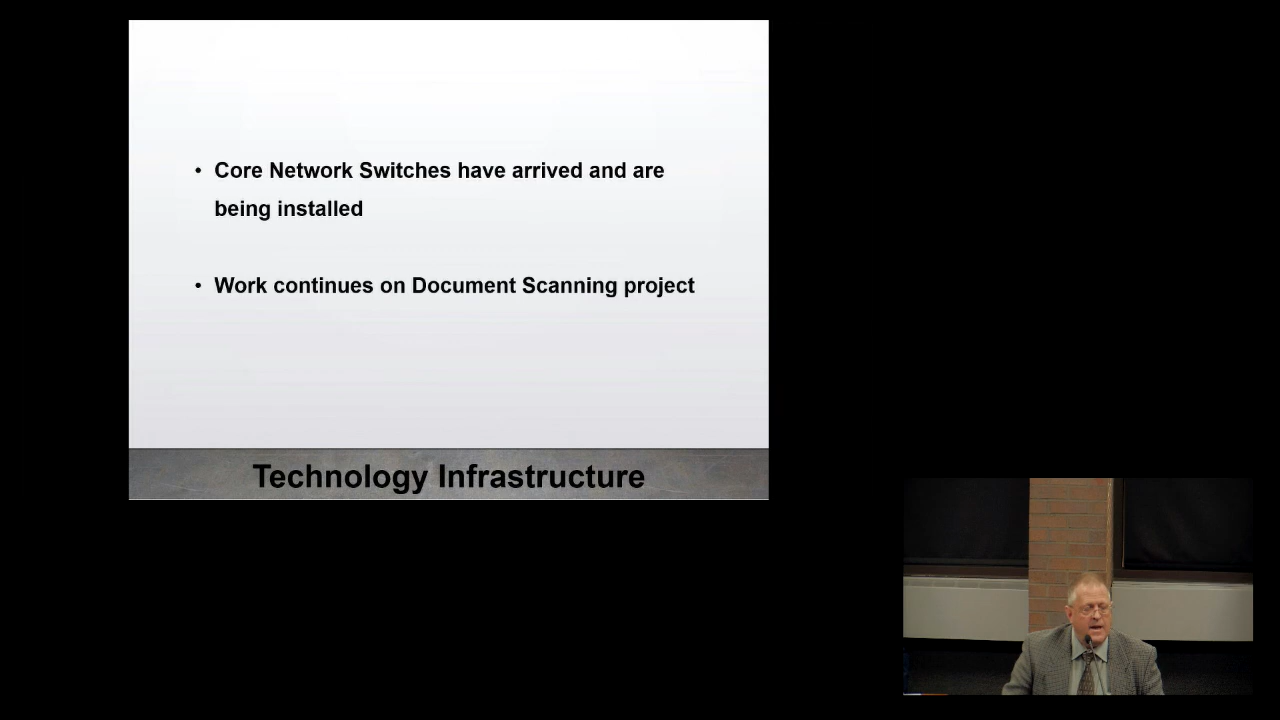 • Core Network Switches have arrived and are
being installed
• Work continues on Document Scanning project
Technology Infrastructure